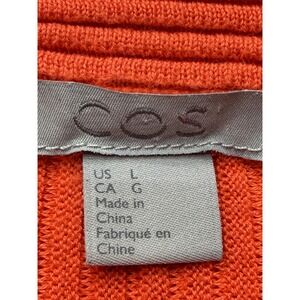 COS
US L
CA G
Made in
China
Fabriqué en
Chine